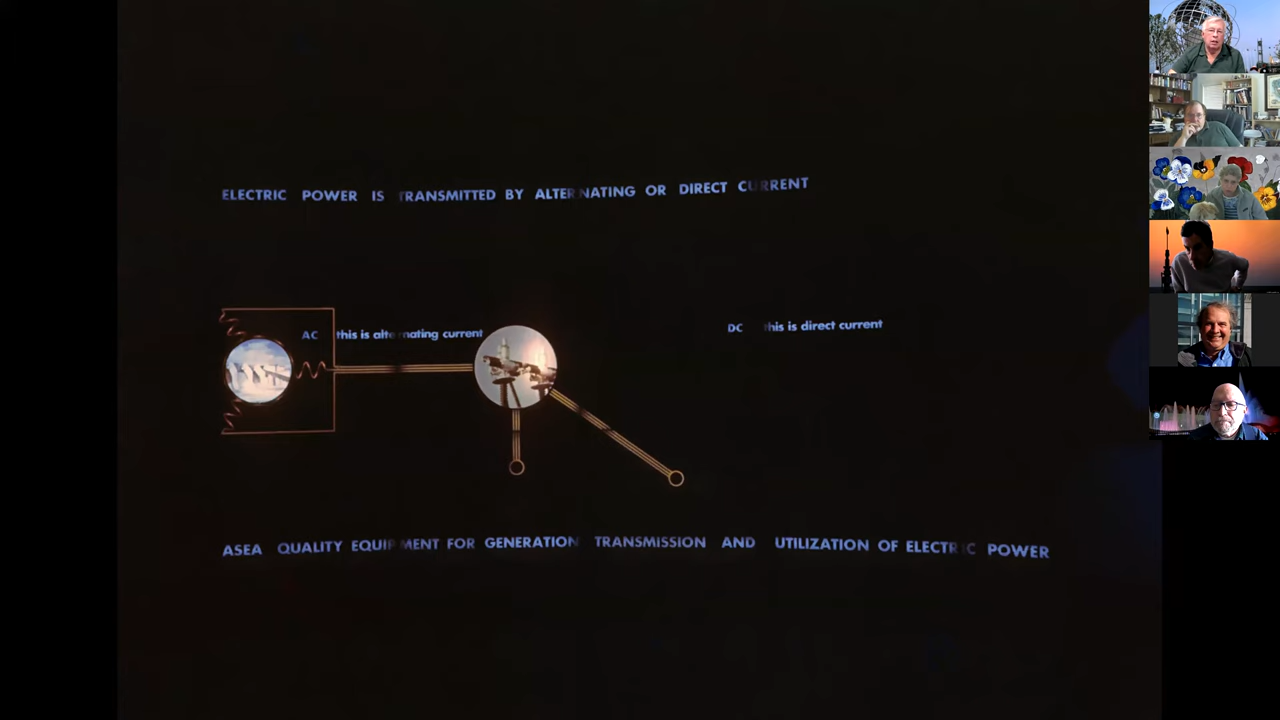 ELECTRIC POWER IS TRANSMITTED BY ALTERNATING OR DIRECT CURRENT
AC this is alternating current
DC this is direct current
ASEA QUALITY EQUIPMENT FOR GENERATION TRANSMISSION AND UTILIZATION OF ELECTRIC POWER